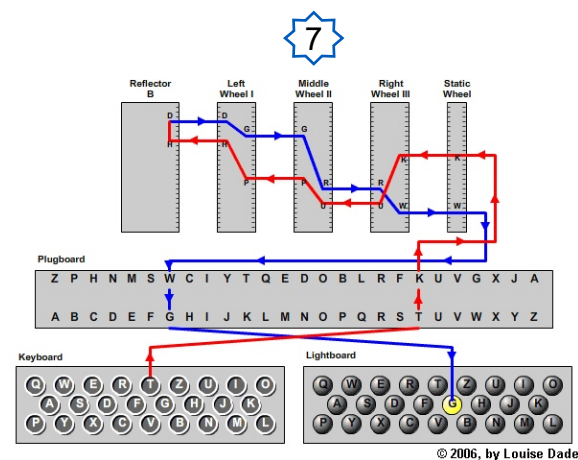 7
Reflector B
Left Wheel I
Middle Wheel II
Right Wheel III
Static Wheel
D D
G G
H H
K K
P P R R
U D W W
Plugboard
Z P H N M S W C I Y T Q E D O B L R F K U V G X J A
A B C D E F G H I J K L M N O P Q R S T U V W X Y Z
Keyboard
Q W E R T Z U I O
A S D F G H J K
P Y X C V B N M L
Lightboard
Q W E R T Z U I O
A S D F G H J K
P Y X C V B N M L
© 2006, by Louise Dade